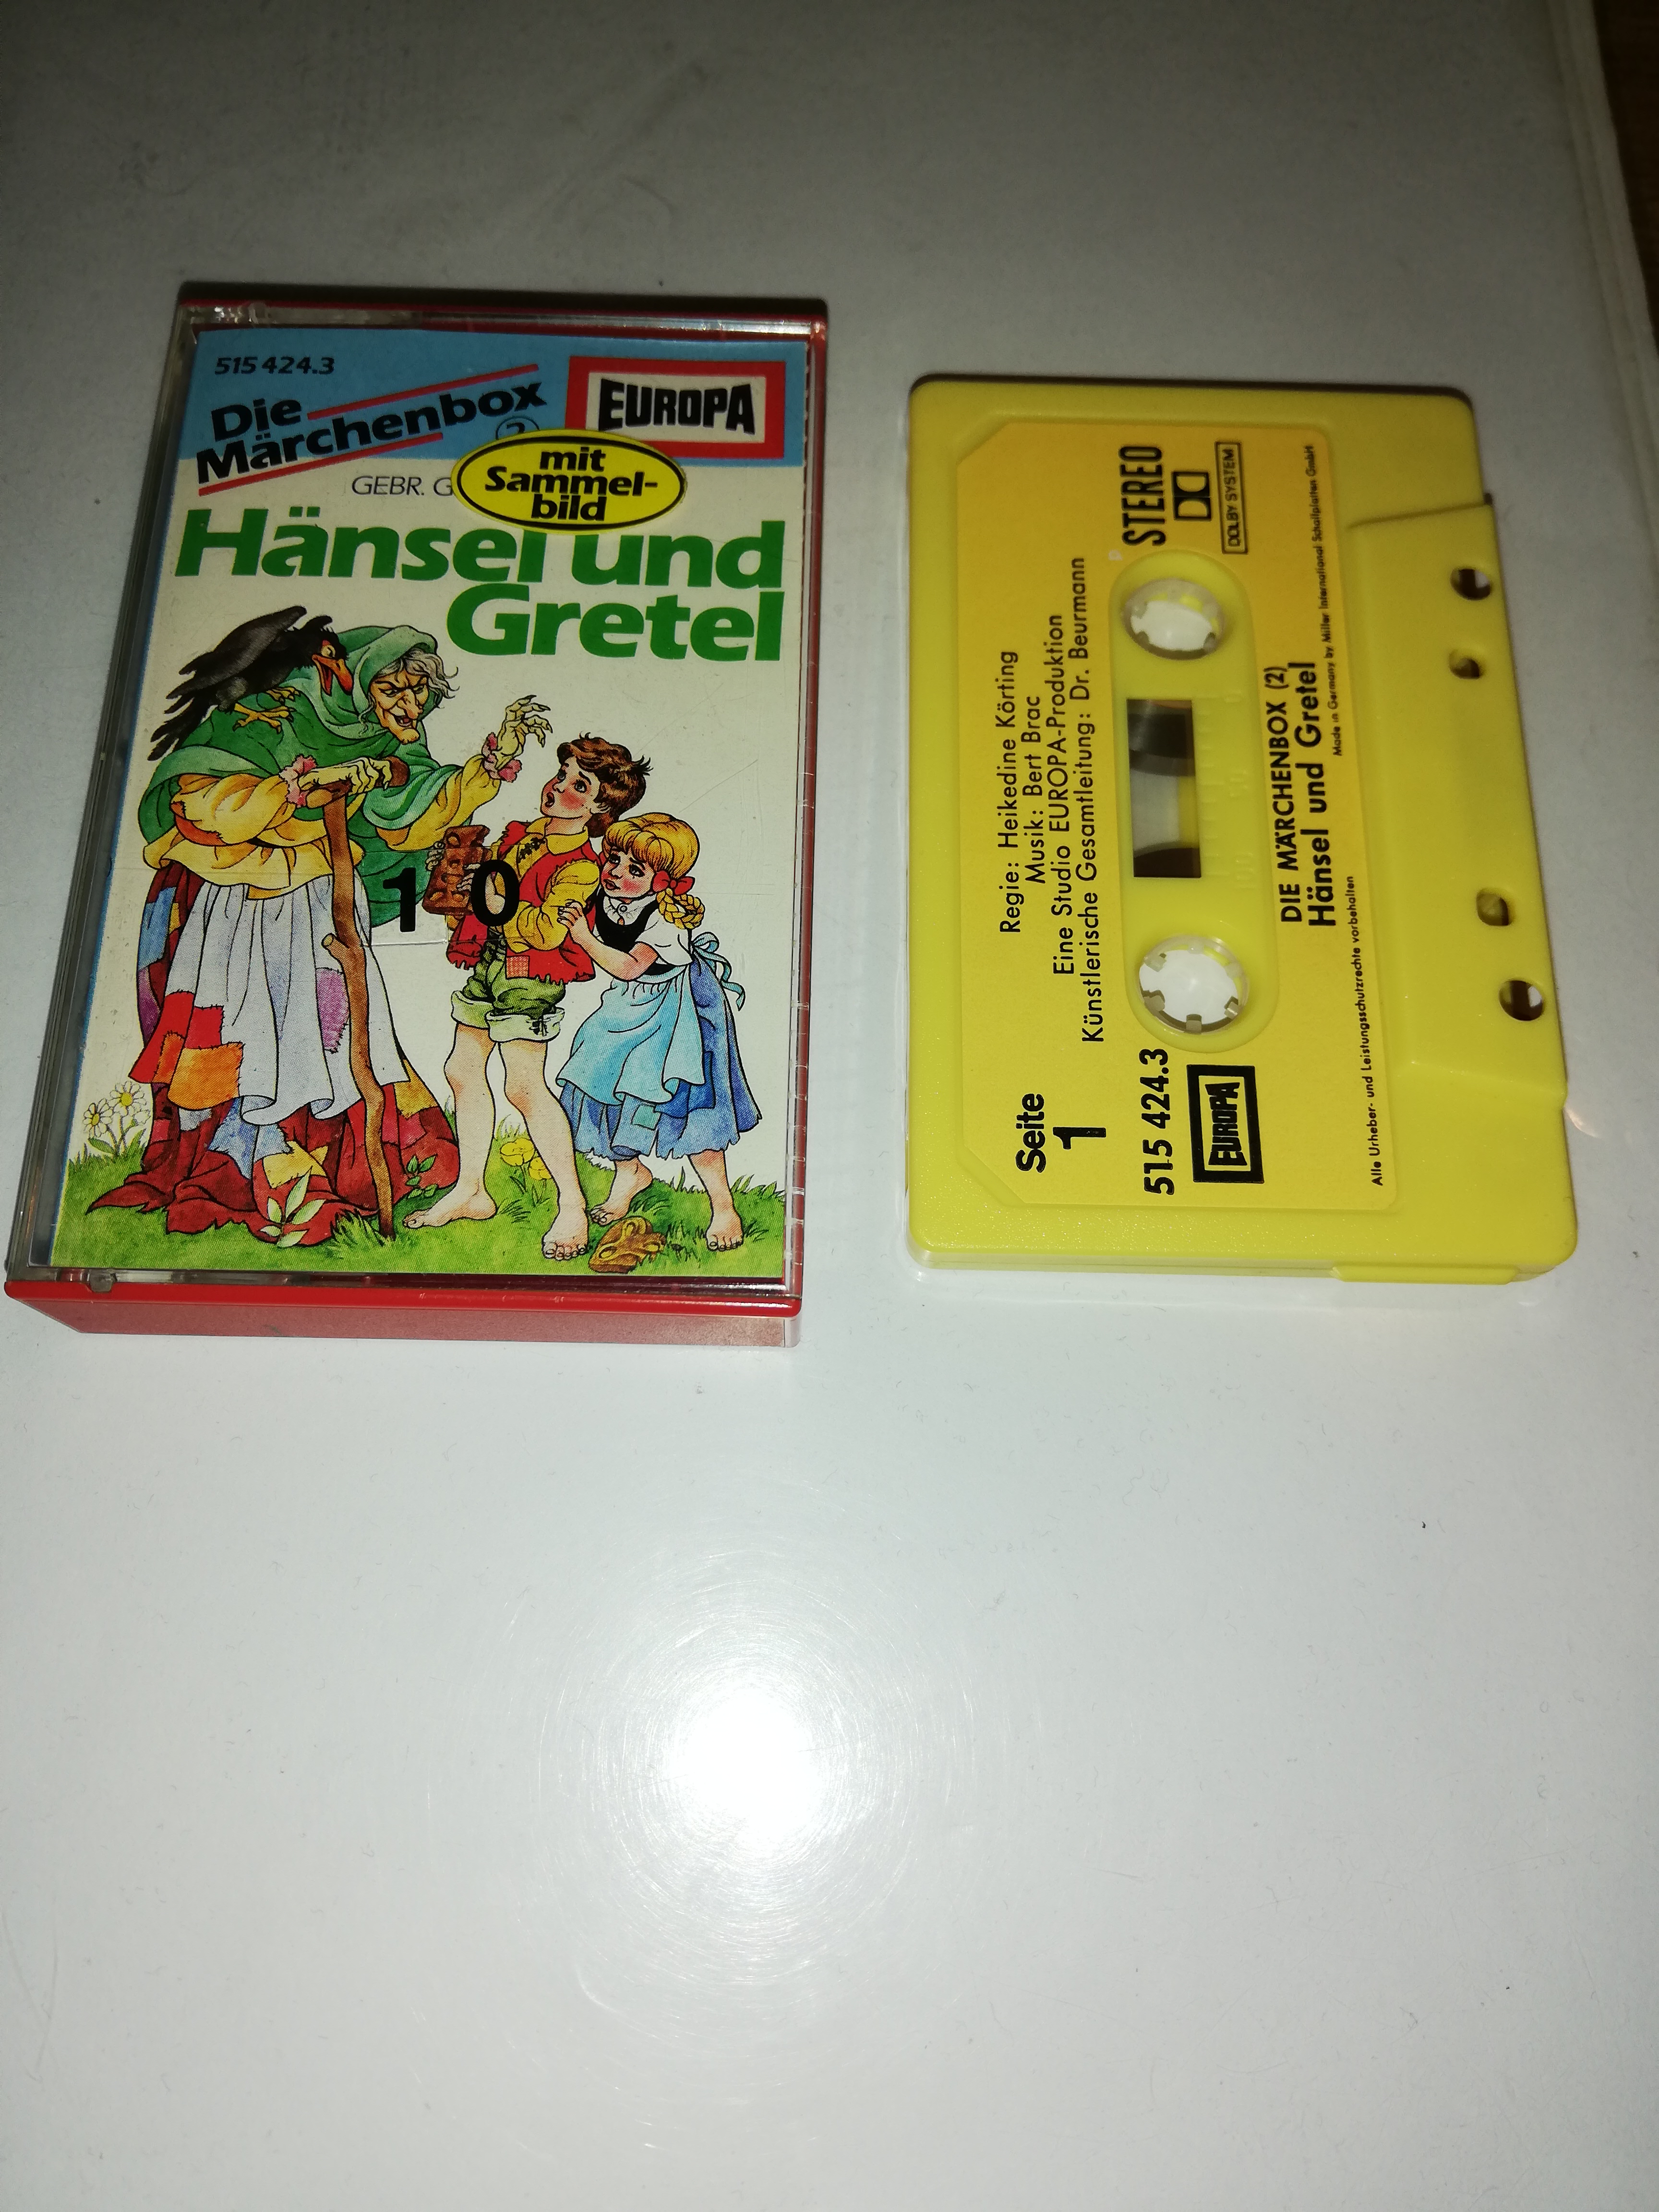 515 424.3
Die
Märchenbox
2
EUROPA
GEBR. G
mit
Sammel-
bild
Hänsel und
Gretel
10
Regie: Heikedine Körting
Musik: Bert Brac
Eine Studio EUROPA-Produktion
Künstlerische Gesamtleitung: Dr. Beurmann
Seite
1
STEREO
DOLBY SYSTEM
515 424.3
EUROPA
DIE MÄRCHENBOX (2)
Hänsel und Gretel
Made in Germany by Miller International Schallplatten GmbH
Alle Urheber- und Leistungsschutzrechte vorbehalten